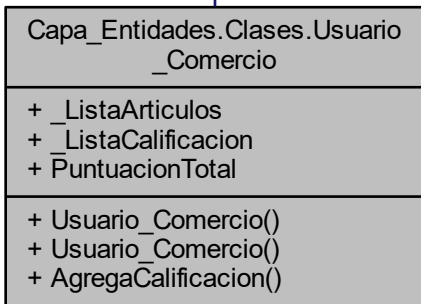 Capa_Entidades.Clases.Usuario
_Comercio
+ _ListaArticulos
+ _ListaCalificacion
+ PuntuacionTotal
+ Usuario_Comercio()
+ Usuario_Comercio()
+ AgregaCalificacion()